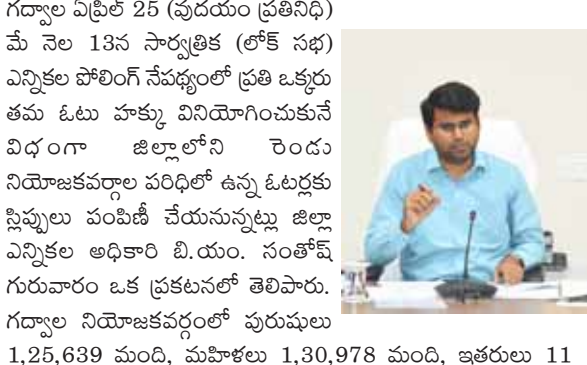 గద్వాల ఏప్రిల్ 25 (వుదయం ప్రతినిధి)
మే నెల 13న సార్వత్రిక (లోక్ సభ)
ఎన్నికల పోలింగ్ నేపథ్యంలో ప్రతి ఒక్కరు
తమ ఓటు హక్కు వినియోగించుకునే
విధంగా జిల్లాలోని రెండు
నియోజకవర్గాల పరిధిలో ఉన్న ఓటర్లకు
స్లిప్పులు పంపిణీ చేయనున్నట్లు జిల్లా
ఎన్నికల అధికారి బి.యం. సంతోష్
గురువారం ఒక ప్రకటనలో తెలిపారు.
గద్వాల నియోజకవర్గంలో పురుషులు
1,25,639 మంది, మహిళలు 1,30,978 మంది, ఇతరులు 11